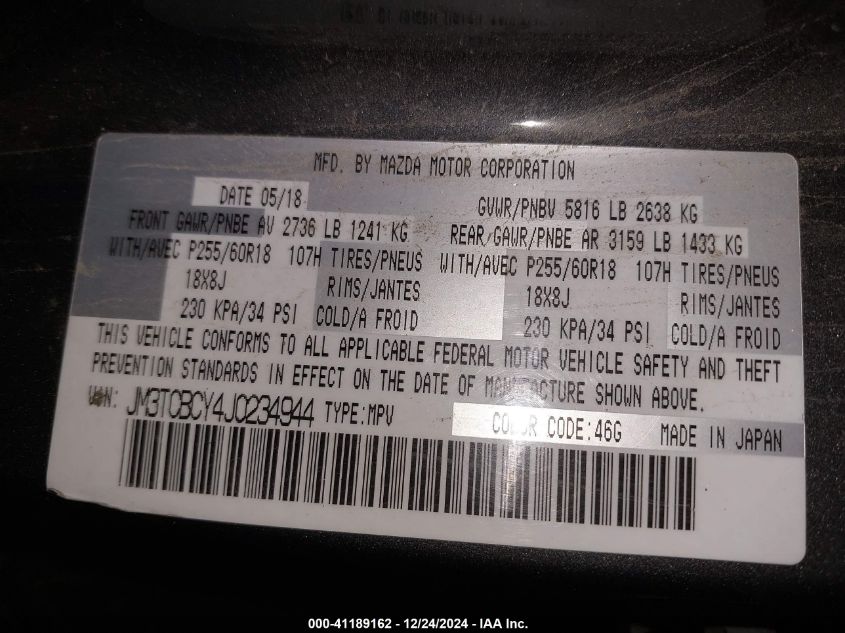 MFD. BY MAZDA MOTOR CORPORATION
DATE 05/18 GVWR/PNBV 5816 LB 2638 KG
FRONT GAWR/PNBE AV 2736 LB 1241 KG REAR/GAWR/PNBE AR 3159 LB 1433 KG
WITH/AVEC P255/60R18 107H TIRES/PNEUS WITH/AVEC P255/60R18 107H TIRES/PNEUS
18X8J RIMS/JANTES 18X8J RIMS/JANTES
230 KPA/34 PSI COLD/A FROID 230 KPA/34 PSI COLD/A FROID
THIS VEHICLE CONFORMS TO ALL APPLICABLE FEDERAL MOTOR VEHICLE SAFETY AND THEFT
PREVENTION STANDARDS IN EFFECT ON THE DATE OF MANUFACTURE SHOWN ABOVE.
JM3TCBCY4J0234944 TYPE:MPV COLOR CODE:46G MADE IN JAPAN
000-41189162 - 12/24/2024 - IAA Inc.